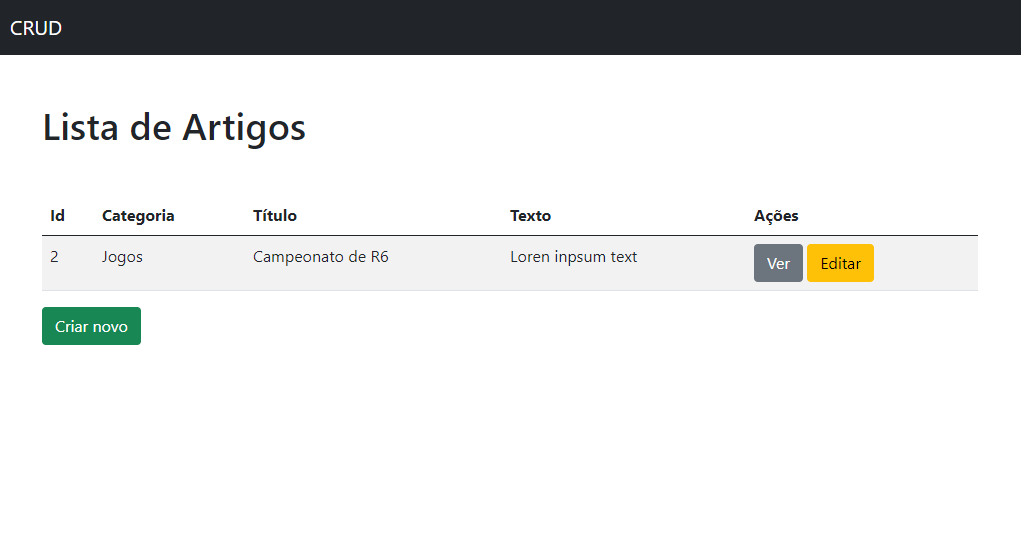 CRUD
Lista de Artigos
Id Categoria Título Texto Ações
2 Jogos Campeonato de R6 Loren inpsum text Ver Editar
Criar novo